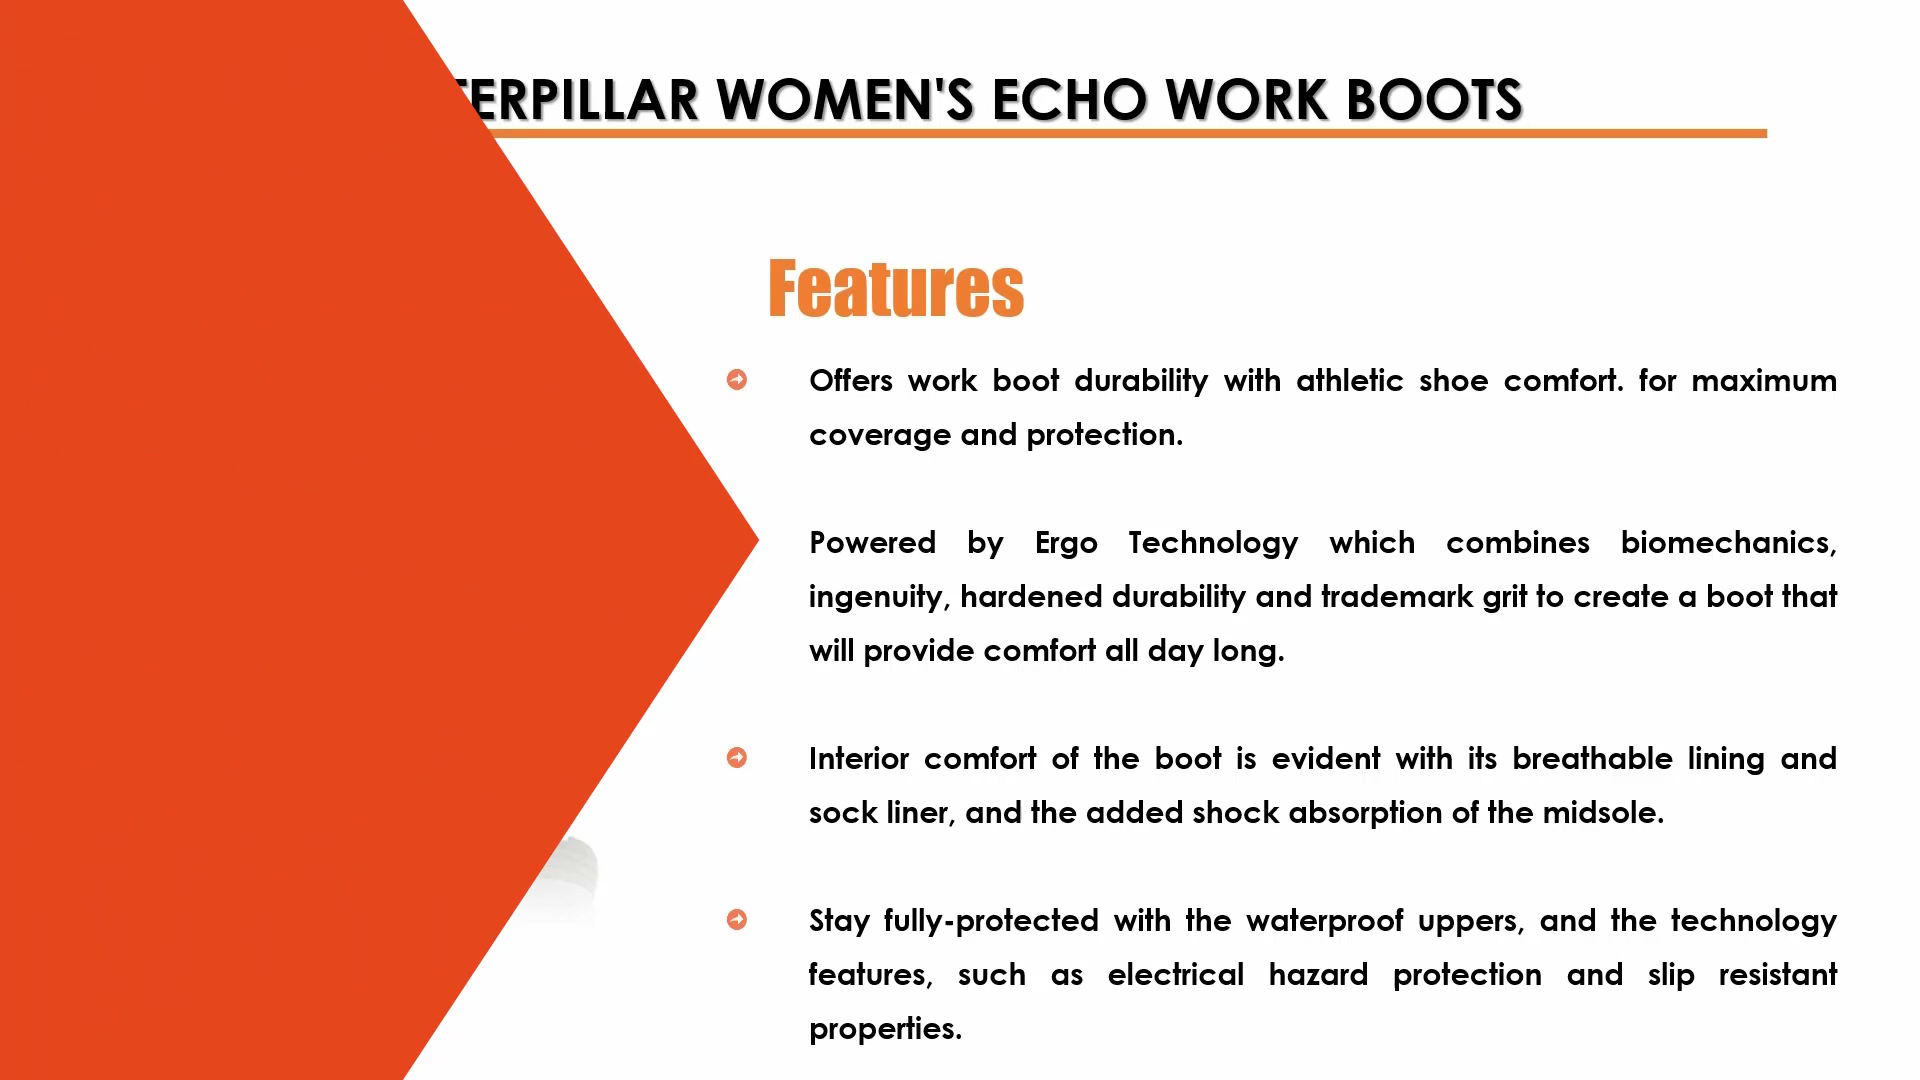 TERPILLAR WOMEN'S ECHO WORK BOOTS
Features
Offers work boot durability with athletic shoe comfort. for maximum
coverage and protection.
Powered by Ergo Technology which combines biomechanics,
ingenuity, hardened durability and trademark grit to create a boot that
will provide comfort all day long.
Interior comfort of the boot is evident with its breathable lining and
sock liner, and the added shock absorption of the midsole.
Stay fully-protected with the waterproof uppers, and the technology
features, such as electrical hazard protection and slip resistant
properties.